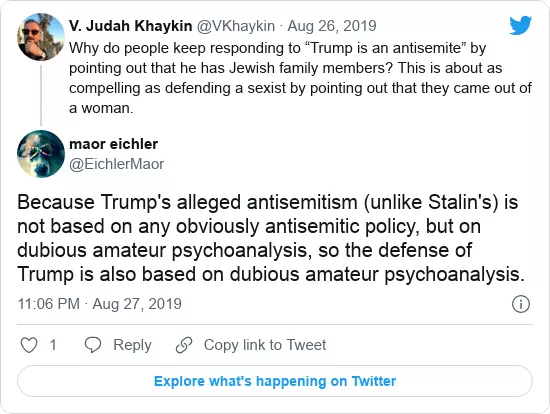 V. Judah Khaykin @VKhaykin · Aug 26, 2019
Why do people keep responding to “Trump is an antisemite” by
pointing out that he has Jewish family members? This is about as
compelling as defending a sexist by pointing out that they came out of
a woman.
maor eichler
@EichlerMaor
Because Trump's alleged antisemitism (unlike Stalin's) is
not based on any obviously antisemitic policy, but on
dubious amateur psychoanalysis, so the defense of
Trump is also based on dubious amateur psychoanalysis.
11:06 PM · Aug 27, 2019
1 Reply Copy link to Tweet
Explore what's happening on Twitter